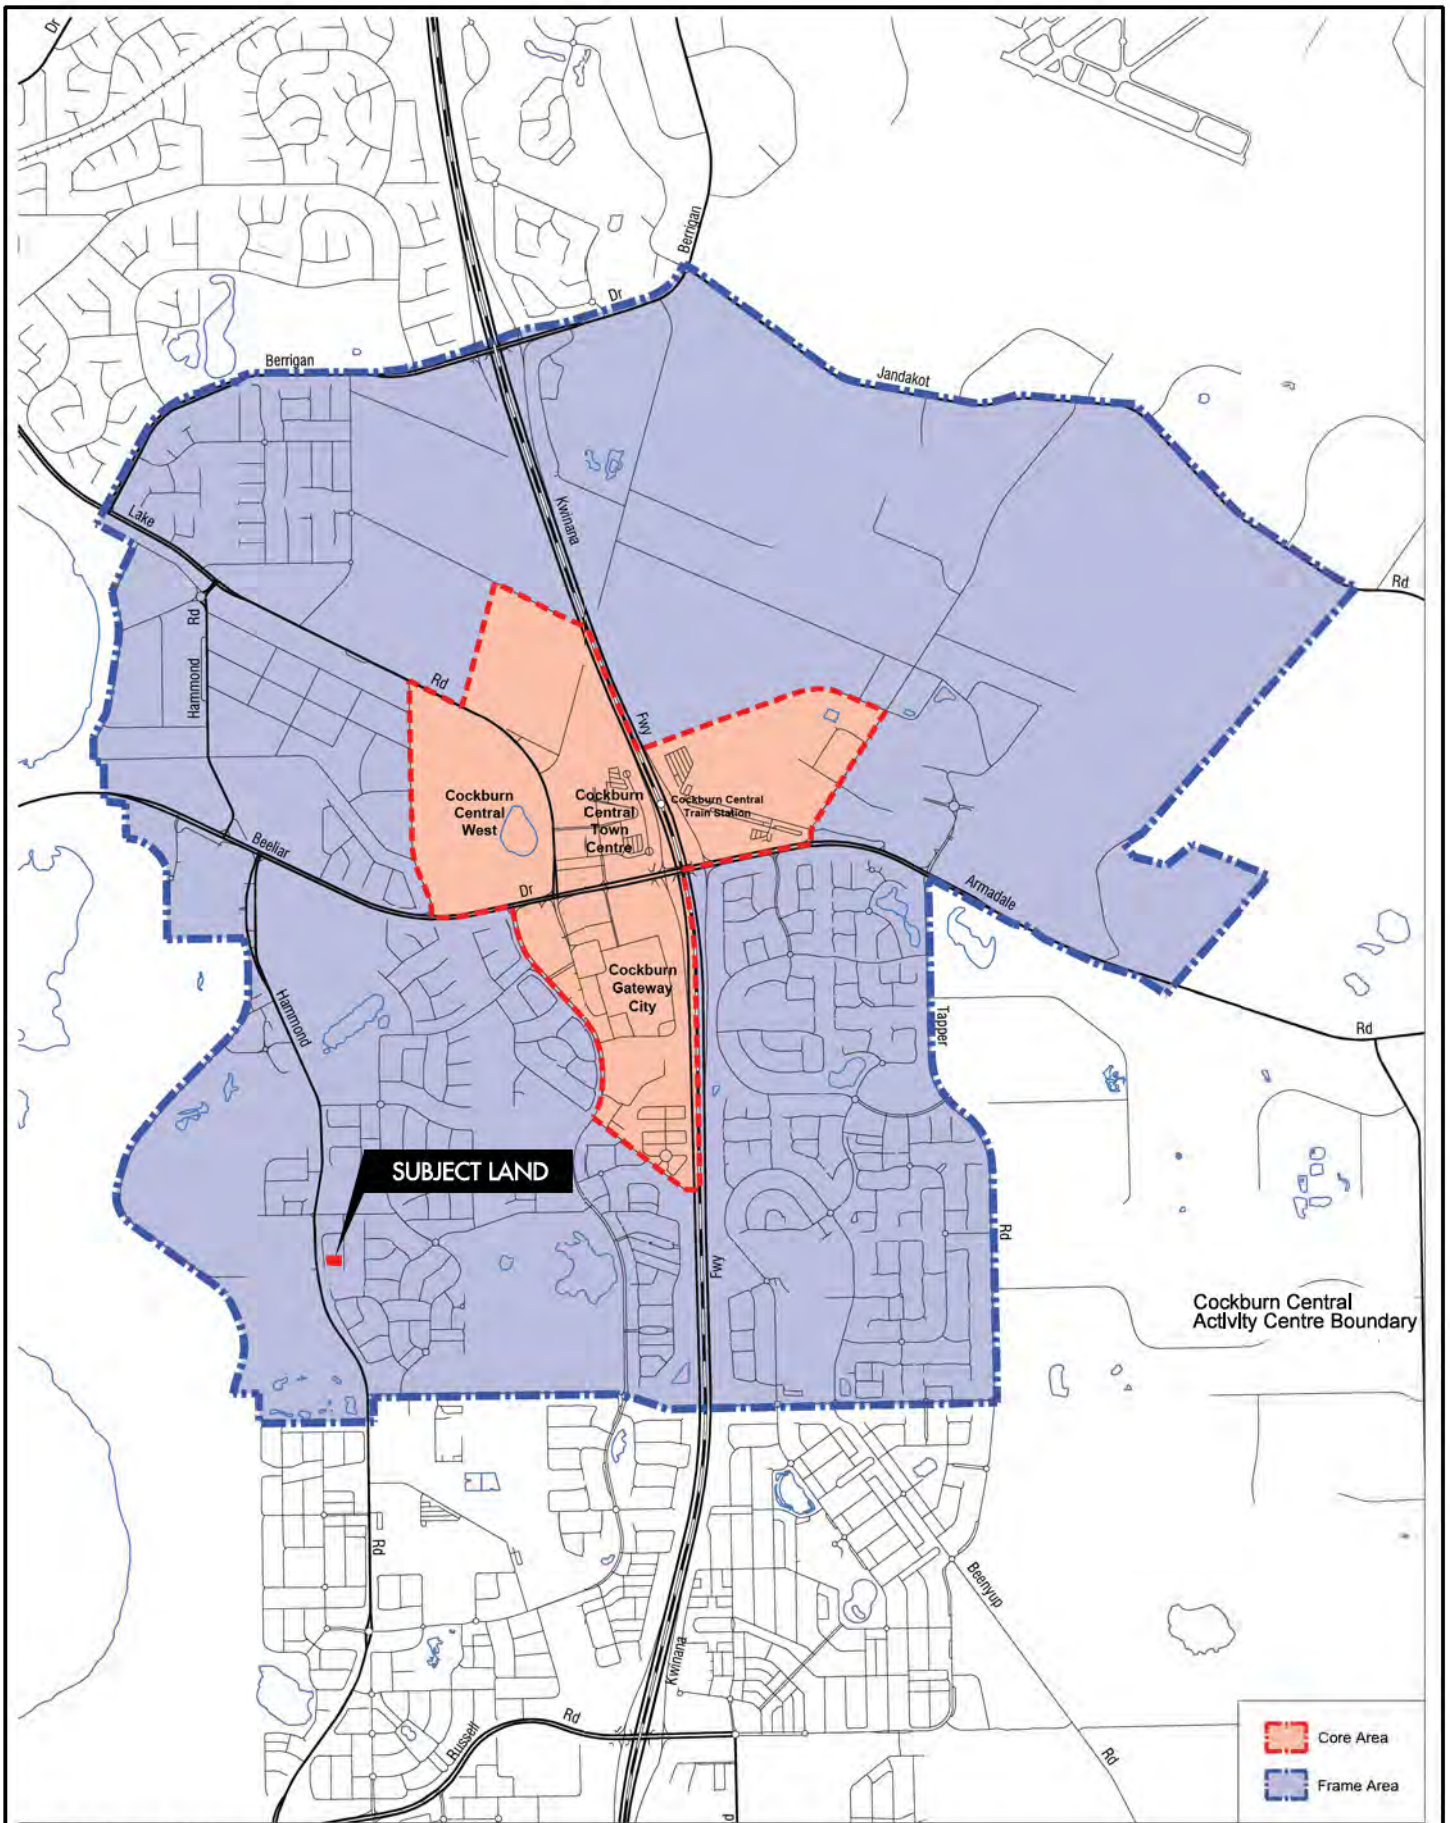 Dr
Berrigan
Dr
Berrigan
Jandakot
Kwinana
Lake
Rd
Rd
Hammond
Rd
Fwy
Cockburn
Central
West
Cockburn
Central
Town
Centre
Cockburn Central
Train Station
Beeliar
Dr
Armadale
Cockburn
Gateway
City
Hammond
Tapper
Rd
SUBJECT LAND
Rd
Fwy
Cockburn Central
Activity Centre Boundary
Rd
Beenyup
Kwinana
Rd
Russell
Rd
Core Area
Frame Area
d